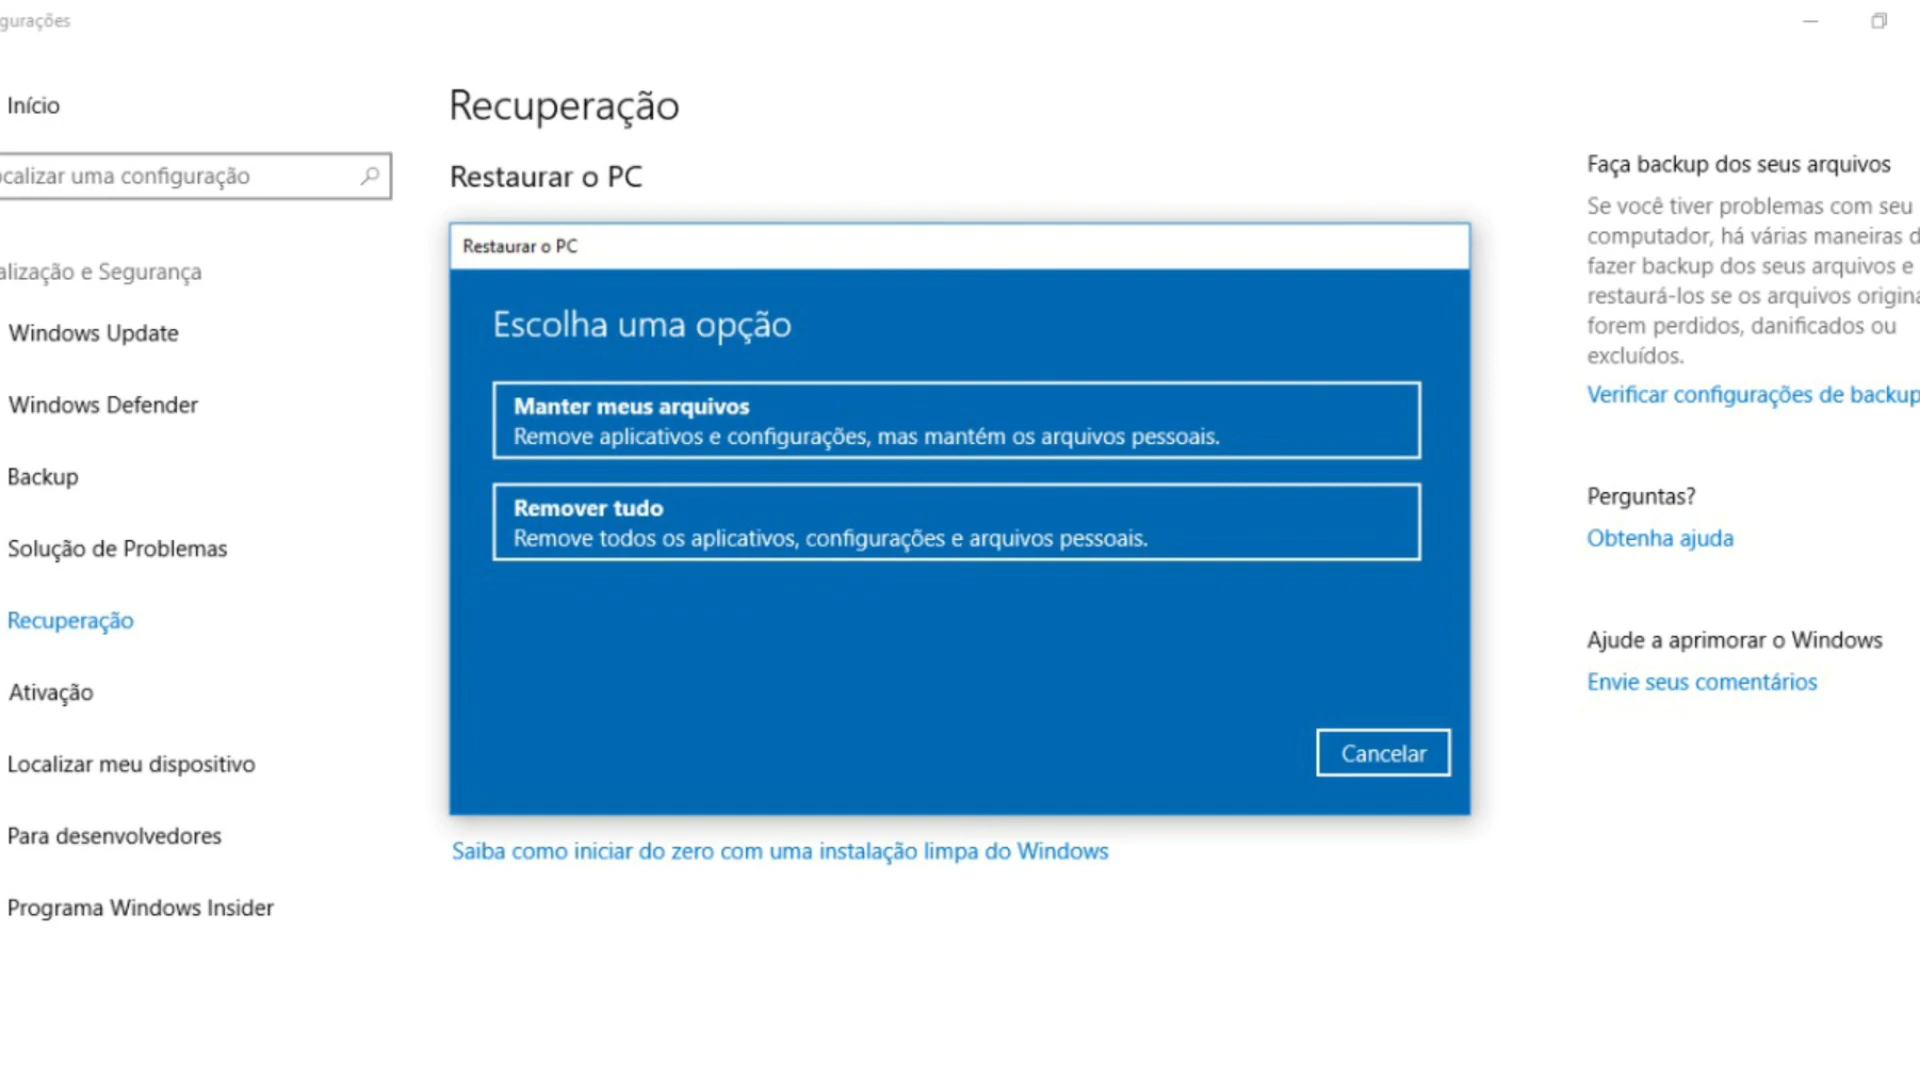 gurações
Início
Recuperação
calizar uma configuração
Restaurar o PC
alização e Segurança
Windows Update
Windows Defender
Backup
Solução de Problemas
Recuperação
Ativação
Localizar meu dispositivo
Para desenvolvedores
Programa Windows Insider
Restaurar o PC
Escolha uma opção
Manter meus arquivos
Remove aplicativos e configurações, mas mantém os arquivos pessoais.
Remover tudo
Remove todos os aplicativos, configurações e arquivos pessoais.
Cancelar
Saiba como iniciar do zero com uma instalação limpa do Windows
Faça backup dos seus arquivos
Se você tiver problemas com seu
computador, há várias maneiras d
fazer backup dos seus arquivos e
restaurá-los se os arquivos origina
forem perdidos, danificados ou
excluídos.
Verificar configurações de backup
Perguntas?
Obtenha ajuda
Ajude a aprimorar o Windows
Envie seus comentários